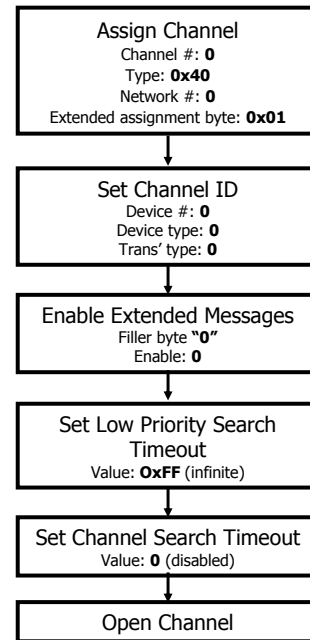 Assign Channel
Channel #: 0
Type: 0x40
Network #: 0
Extended assignment byte: 0x01
Set Channel ID
Device #: 0
Device type: 0
Trans’ type: 0
Enable Extended Messages
Filler byte “0”
Enable: 0
Set Low Priority Search
Timeout
Value: OxFF (infinite)
Set Channel Search Timeout
Value: 0 (disabled)
Open Channel